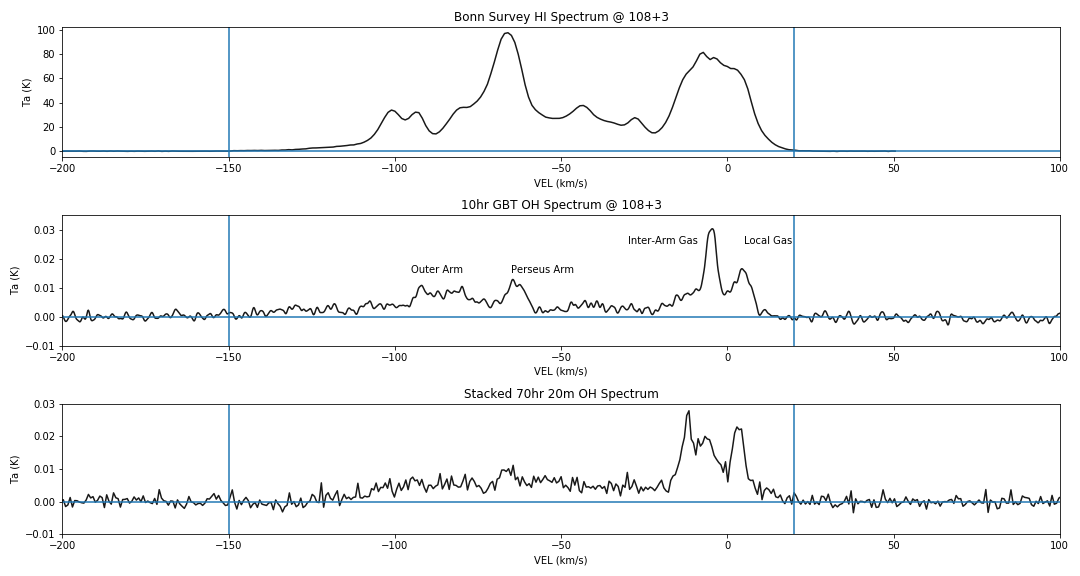 Bonn Survey HI Spectrum @ 108+3
100
80
60
40
20
0
Ta (K)
−200 −150 −100 −50 0 50 100
VEL (km/s)
10hr GBT OH Spectrum @ 108+3
0.03
0.02
0.01
0.00
−0.01
Ta (K)
Inter-Arm Gas Local Gas
Outer Arm Perseus Arm
−200 −150 −100 −50 0 50 100
VEL (km/s)
Stacked 70hr 20m OH Spectrum
0.03
0.02
0.01
0.00
−0.01
Ta (K)
−200 −150 −100 −50 0 50 100
VEL (km/s)